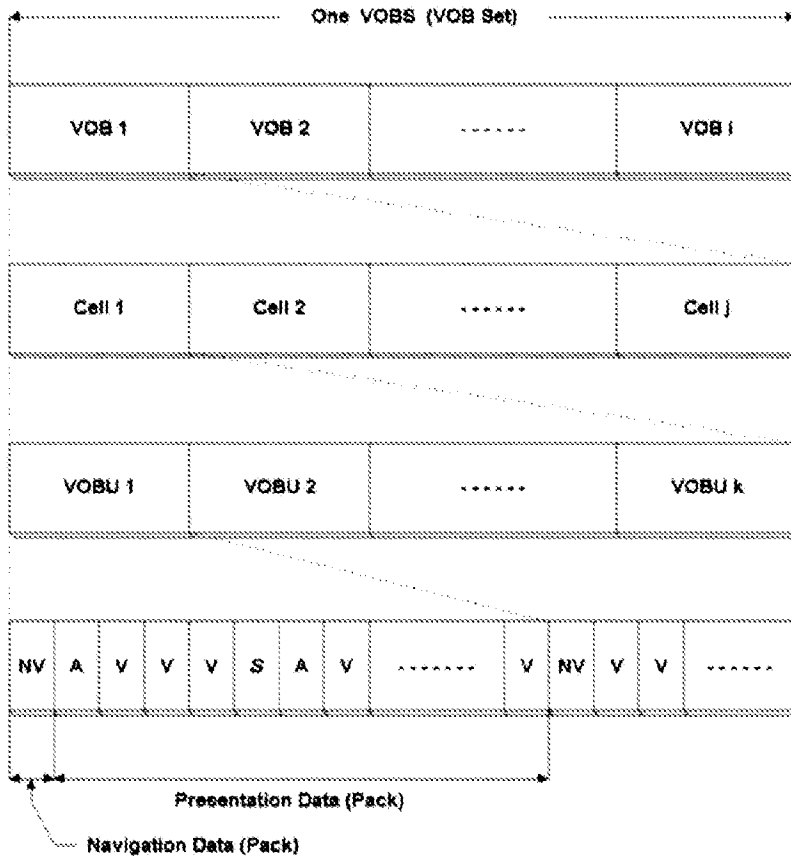 One VOBS (VOB Set)
VOB 1 VOB 2 ------ VOB i
Cell 1 Cell 2 ------ Cell j
VOBU 1 VOBU 2 ------ VOBU k
NV A V V V S A V ------- V NV V V ------
Presentation Data (Pack)
Navigation Data (Pack)